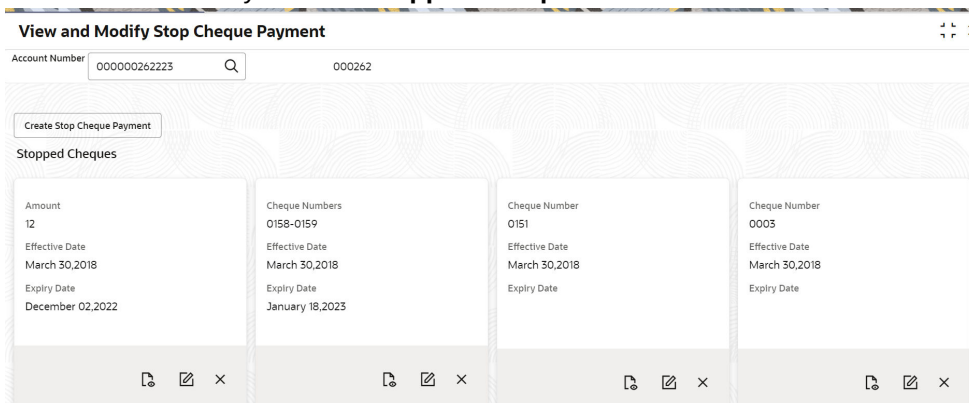 View and Modify Stop Cheque Payment
Account Number 000000262223 000262
Create Stop Cheque Payment
Stopped Cheques
Amount
12
Effective Date
March 30,2018
Expiry Date
December 02,2022
Cheque Numbers
0158-0159
Effective Date
March 30,2018
Expiry Date
January 18,2023
Cheque Number
0151
Effective Date
March 30,2018
Expiry Date
Cheque Number
0003
Effective Date
March 30,2018
Expiry Date